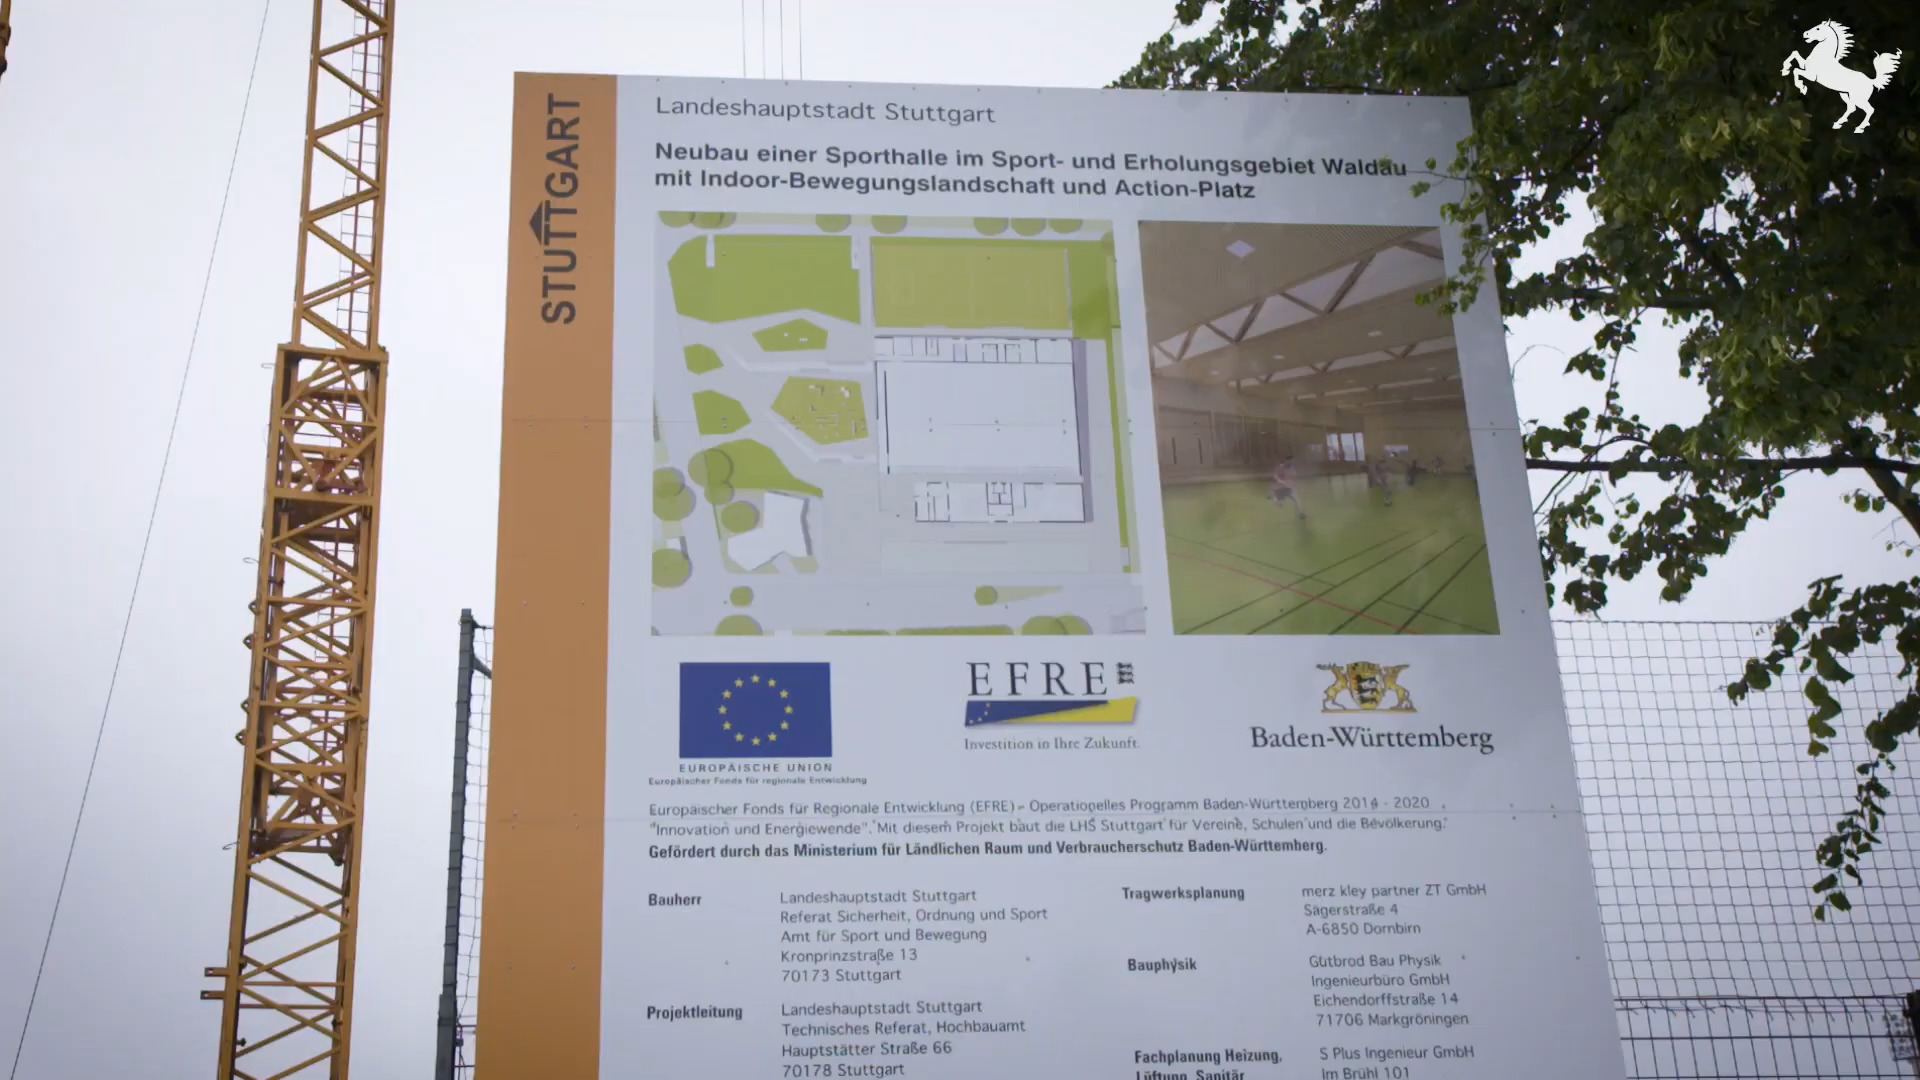 STUTTGART
Landeshauptstadt Stuttgart
Neubau einer Sporthalle im Sport- und Erholungsgebiet Waldau
mit Indoor-Bewegungslandschaft und Action-Platz
EUROPÄISCHE UNION
Europäischer Fonds für regionale Entwicklung
EFRE
Investition in Ihre Zukunft.
Baden-Württemberg
Europäischer Fonds für Regionale Entwicklung (EFRE) - Operationelles Programm Baden-Württemberg 2014 - 2020
"Innovation und Energiewende". Mit diesem Projekt baut die LHS Stuttgart für Vereine, Schulen und die Bevölkerung.
Gefördert durch das Ministerium für Ländlichen Raum und Verbraucherschutz Baden-Württemberg.
Bauherr
Landeshauptstadt Stuttgart
Referat Sicherheit, Ordnung und Sport
Amt für Sport und Bewegung
Kronprinzstraße 13
70173 Stuttgart
Projektleitung
Landeshauptstadt Stuttgart
Technisches Referat, Hochbauamt
Hauptstätter Straße 66
70178 Stuttgart
Tragwerksplanung
merz kley partner ZT GmbH
Sägerstraße 4
A-6850 Dornbirn
Bauphysik
Gutbrod Bau Physik
Ingenieurbüro GmbH
Eichendorffstraße 14
71706 Markgröningen
Fachplanung Heizung,
Lüftung, Sanitär
S Plus Ingenieur GmbH
Im Brühl 101